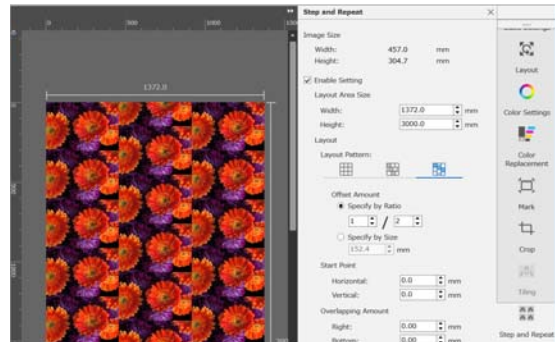 0
500
1000
1372.0
Step and Repeat
Image Size
Width: 457.0 mm
Height: 304.7 mm
Enable Setting
Layout Area Size
Width: 1372.0 mm
Height: 3000.0 mm
Layout
Layout Pattern:
Offset Amount
Specify by Ratio
1 / 2
Specify by Size
152.4 mm
Start Point
Horizontal: 0.0 mm
Vertical: 0.0 mm
Overlapping Amount
Right: 0.00 mm
Bottom: 0.00 mm
Layout
Color Settings
Color
Replacement
Mark
Crop
Tiling
Step and Repeat